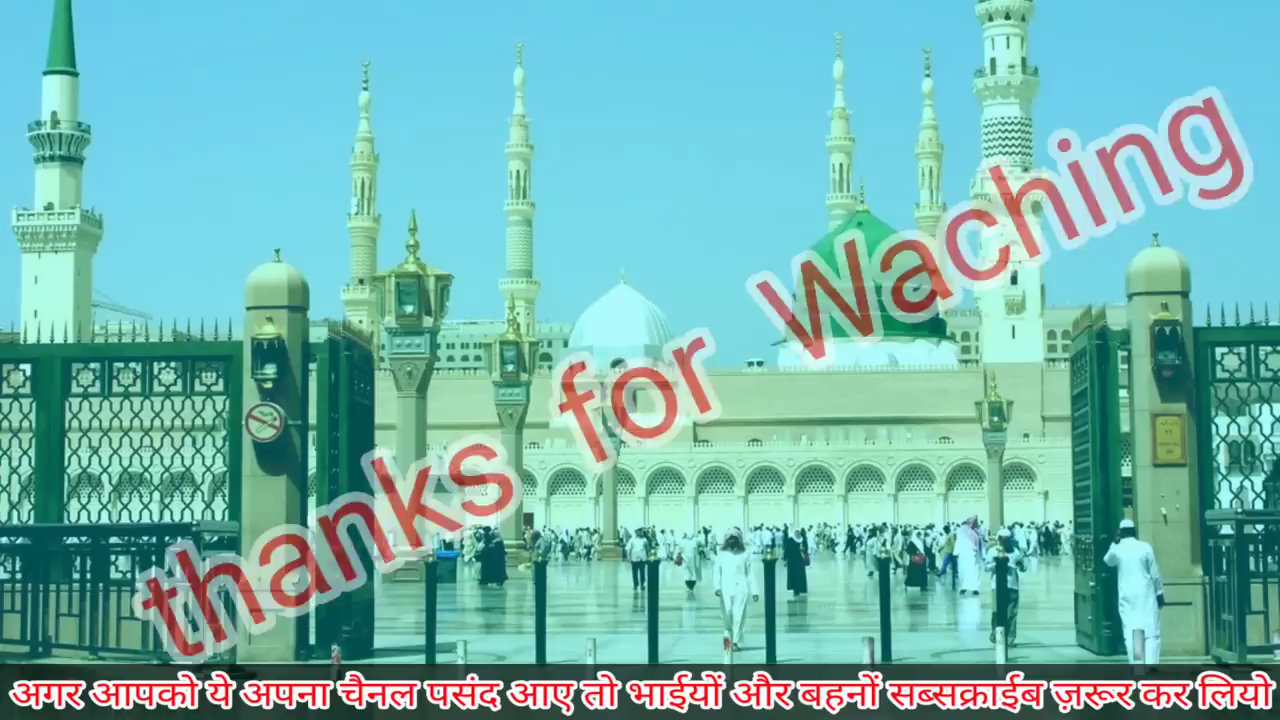 thanks for Waching
अगर आपको ये अपना चैनल पसंद आए तो भाईयों और बहनों सब्सक्राईब ज़रूर कर लियो